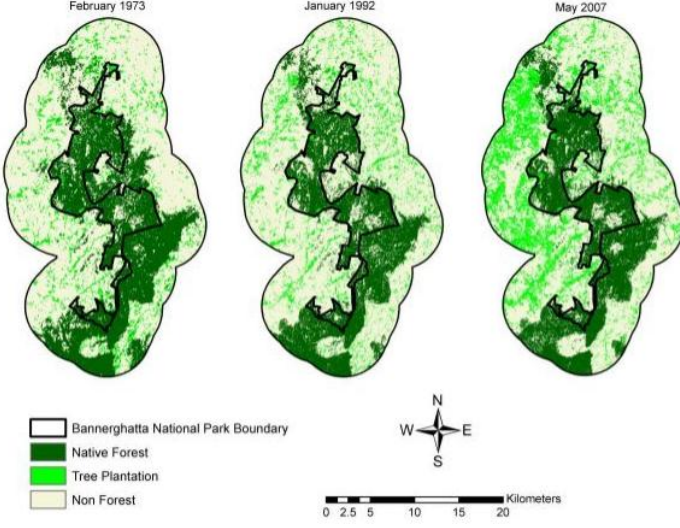 February 1973
January 1992
May 2007
Bannerghatta National Park Boundary
Native Forest
Tree Plantation
Non Forest
N
W E
S
Kilometers
0 2.5 5 10 15 20